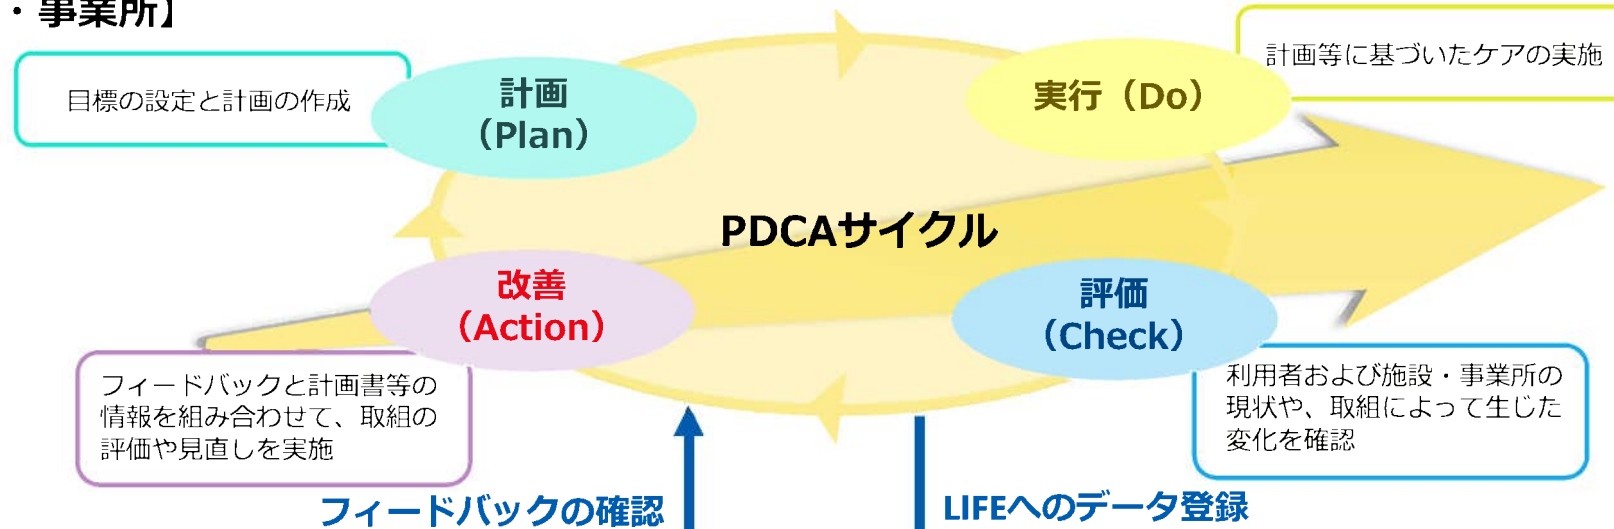 ・事業所】
目標の設定と計画の作成
計画
（Plan）
実行（Do）
計画等に基づいたケアの実施
PDCAサイクル
改善
（Action）
評価
（Check）
フィードバックと計画書等の
情報を組み合わせて、取組の
評価や見直しを実施
利用者および施設・事業所の
現状や、取組によって生じた
変化を確認
フィードバックの確認
LIFEへのデータ登録